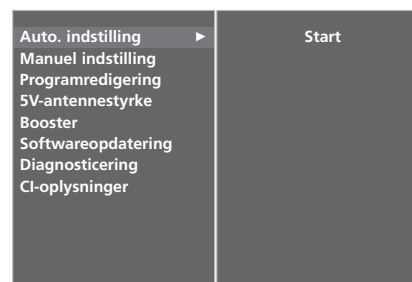 Auto. indstilling ► Start
Manuel indstilling
Programredigering
5V-antennestyrke
Booster
Softwareopdatering
Diagnosticering
CI-oplysninger